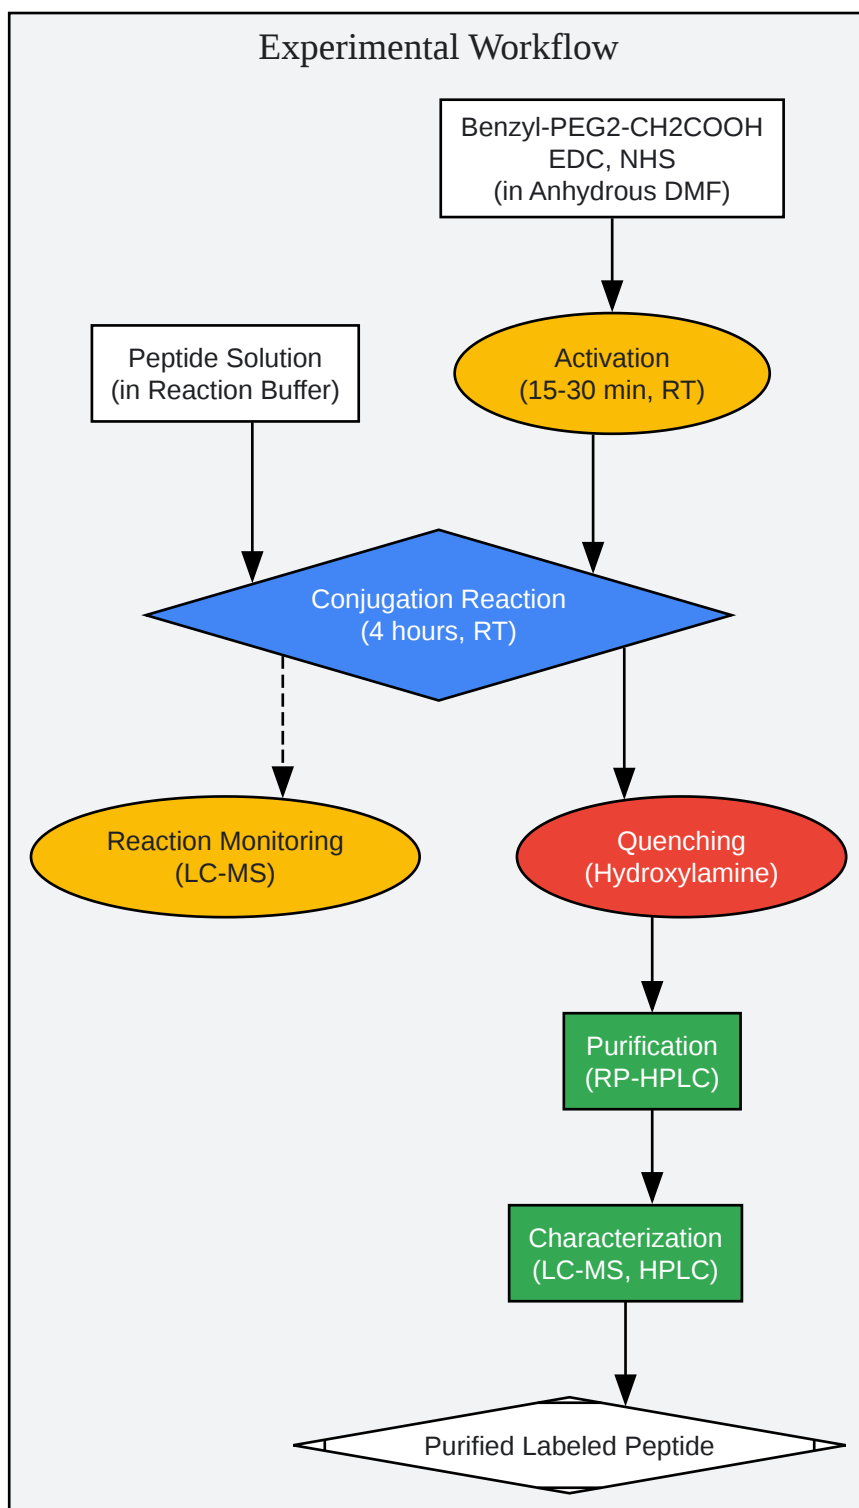 Experimental Workflow
Benzyl-PEG2-CH2COOH
EDC, NHS
(in Anhydrous DMF)
Peptide Solution
(in Reaction Buffer)
Activation
(15-30 min, RT)
Conjugation Reaction
(4 hours, RT)
Reaction Monitoring
(LC-MS)
Quenching
(Hydroxylamine)
Purification
(RP-HPLC)
Characterization
(LC-MS, HPLC)
Purified Labeled Peptide